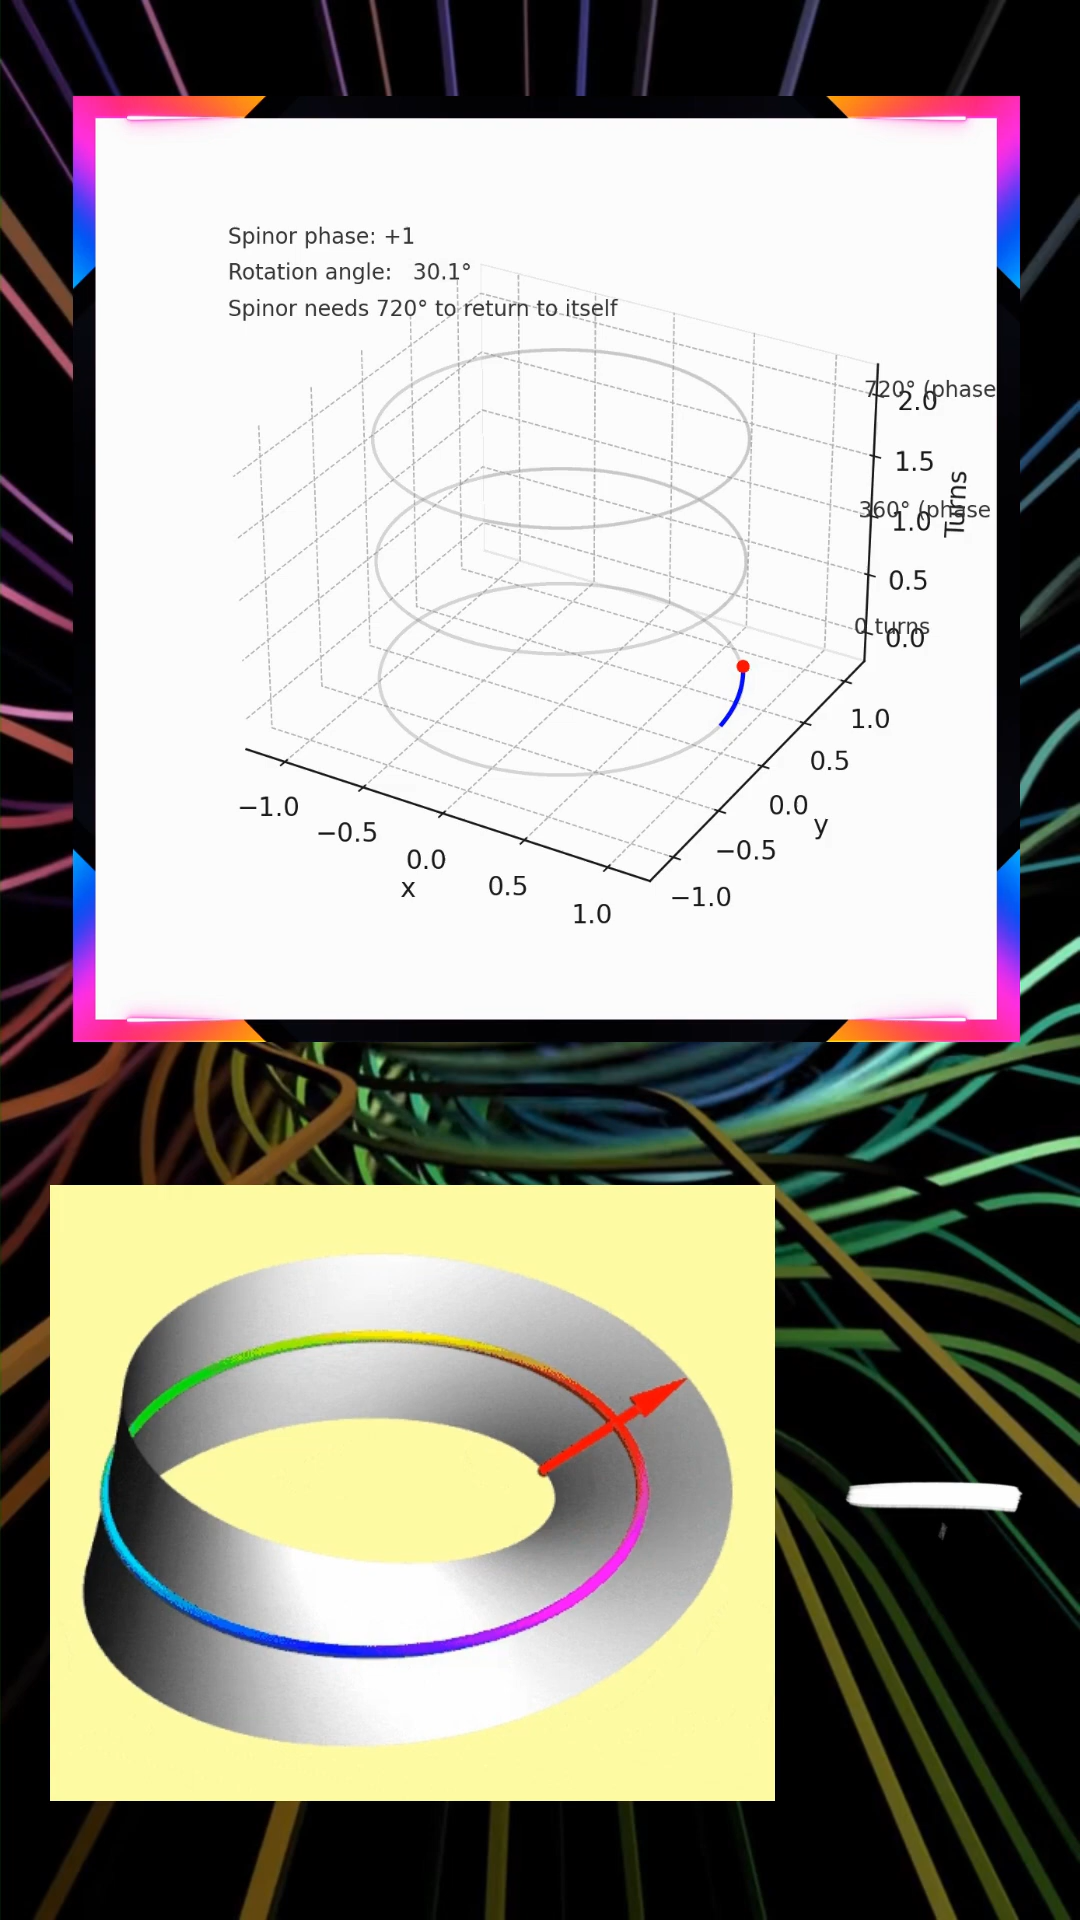 Spinor phase: +1
Rotation angle: 30.1°
Spinor needs 720° to return to itself
720° (phase
2.0
1.5
Turns
360° (phase
1.0
0.5
0 turns
0.0
1.0
0.5
0.0
y
−0.5
−1.0
−1.0
−0.5
0.0
x
0.5
1.0